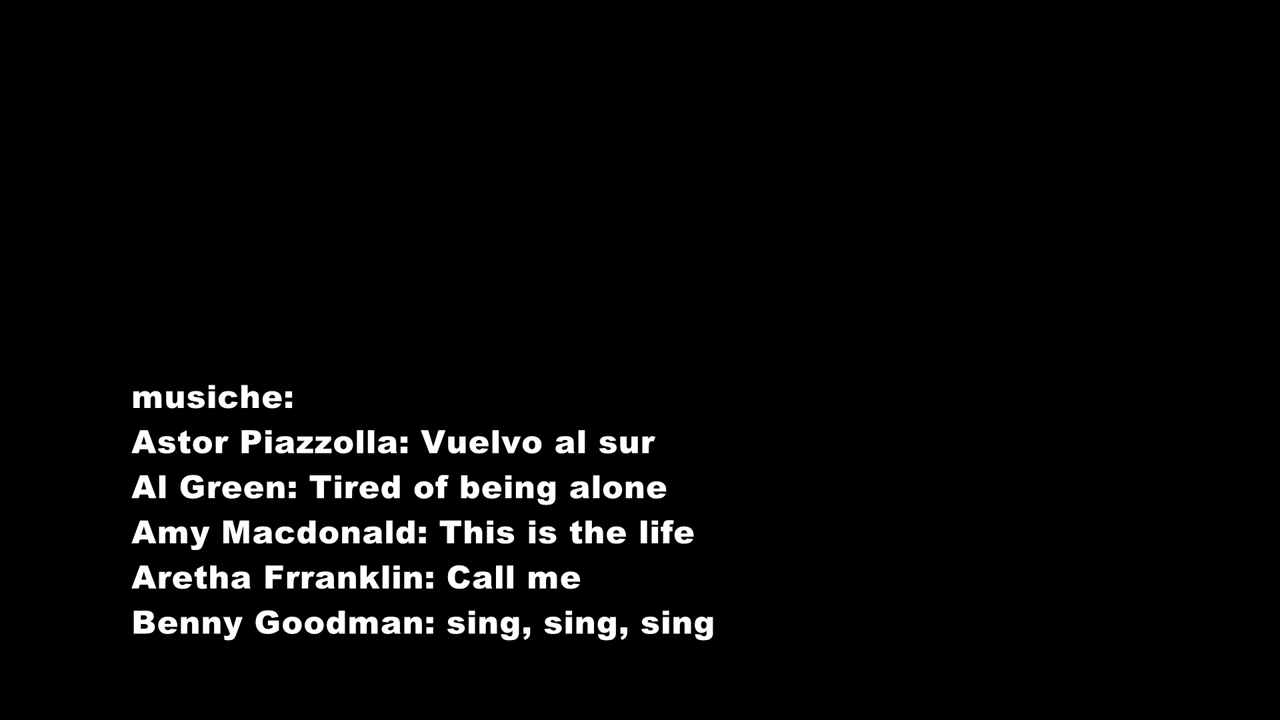 musiche:
Astor Piazzolla: Vuelvo al sur
Al Green: Tired of being alone
Amy Macdonald: This is the life
Aretha Frranklin: Call me
Benny Goodman: sing, sing, sing